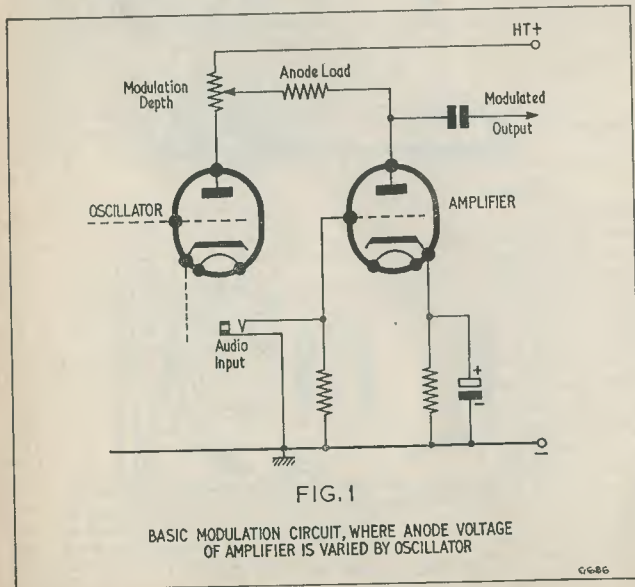 HT+
Anode Load
Modulation
Depth
Modulated
Output
OSCILLATOR
AMPLIFIER
V
Audio
Input
+
−
−
FIG. 1
BASIC MODULATION CIRCUIT, WHERE ANODE VOLTAGE
OF AMPLIFIER IS VARIED BY OSCILLATOR